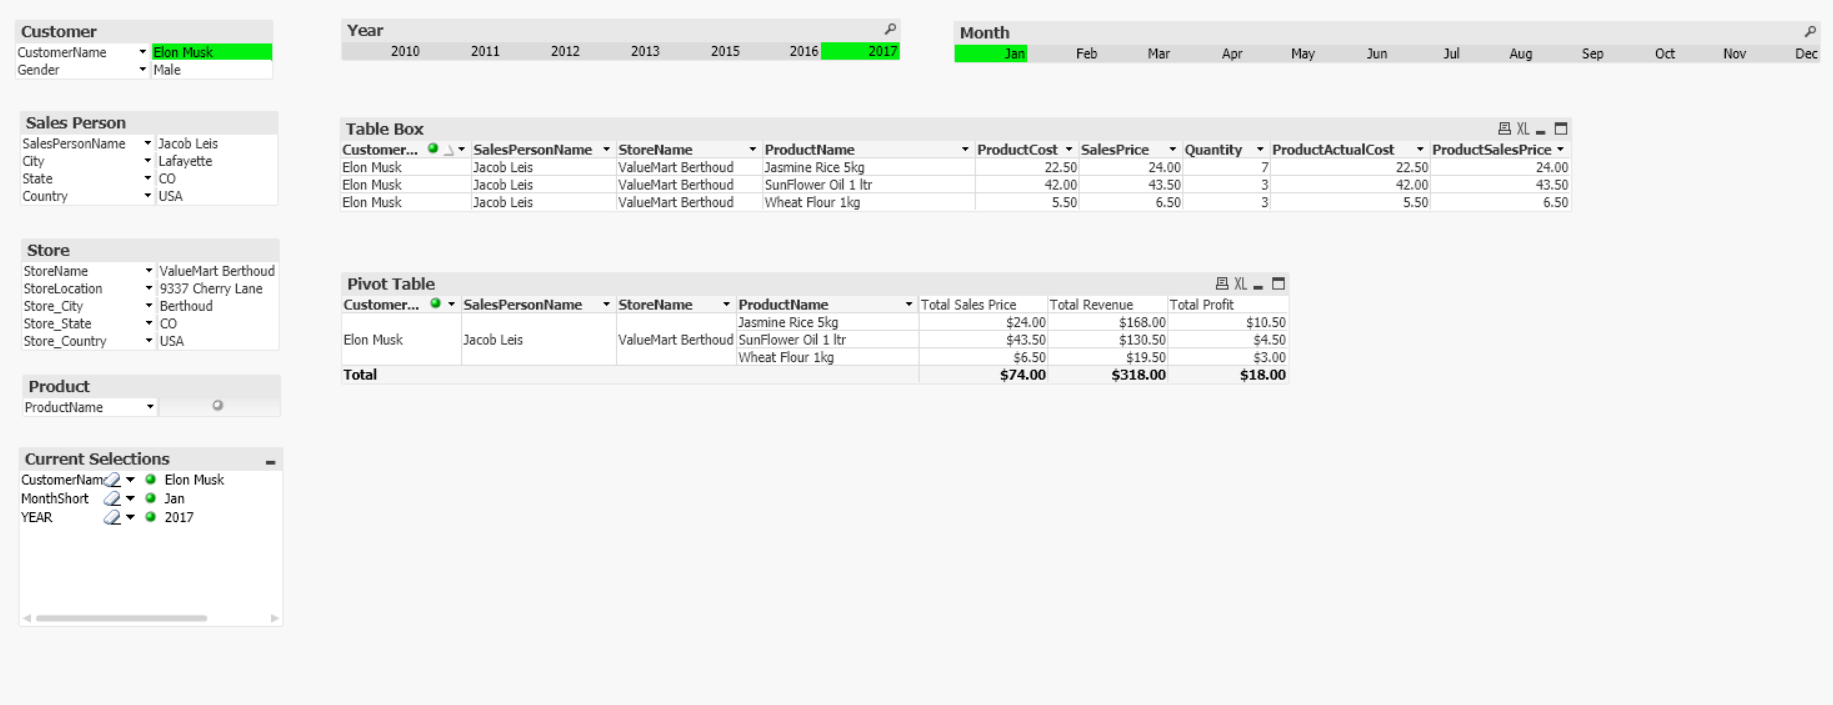 Customer
CustomerName Elon Musk
Gender Male
Year
2010 2011 2012 2013 2015 2016 2017
Month
Jan Feb Mar Apr May Jun Jul Aug Sep Oct Nov Dec
Sales Person
SalesPersonName Jacob Leis
City Lafayette
State CO
Country USA
Store
StoreName ValueMart Berthoud
StoreLocation 9337 Cherry Lane
Store_City Berthoud
Store_State CO
Store_Country USA
Product
ProductName
Current Selections
CustomerNam Elon Musk
MonthShort Jan
YEAR 2017
Table Box XL
Customer... SalesPersonName StoreName ProductName ProductCost SalesPrice Quantity ProductActualCost ProductSalesPrice
Elon Musk Jacob Leis ValueMart Berthoud Jasmine Rice 5kg 22.50 24.00 7 22.50 24.00
Elon Musk Jacob Leis ValueMart Berthoud SunFlower Oil 1 ltr 42.00 43.50 3 42.00 43.50
Elon Musk Jacob Leis ValueMart Berthoud Wheat Flour 1kg 5.50 6.50 3 5.50 6.50
Pivot Table XL
Customer... SalesPersonName StoreName ProductName Total Sales Price Total Revenue Total Profit
Jasmine Rice 5kg $24.00 $168.00 $10.50
Elon Musk Jacob Leis ValueMart Berthoud SunFlower Oil 1 ltr $43.50 $130.50 $4.50
Wheat Flour 1kg $6.50 $19.50 $3.00
Total $74.00 $318.00 $18.00